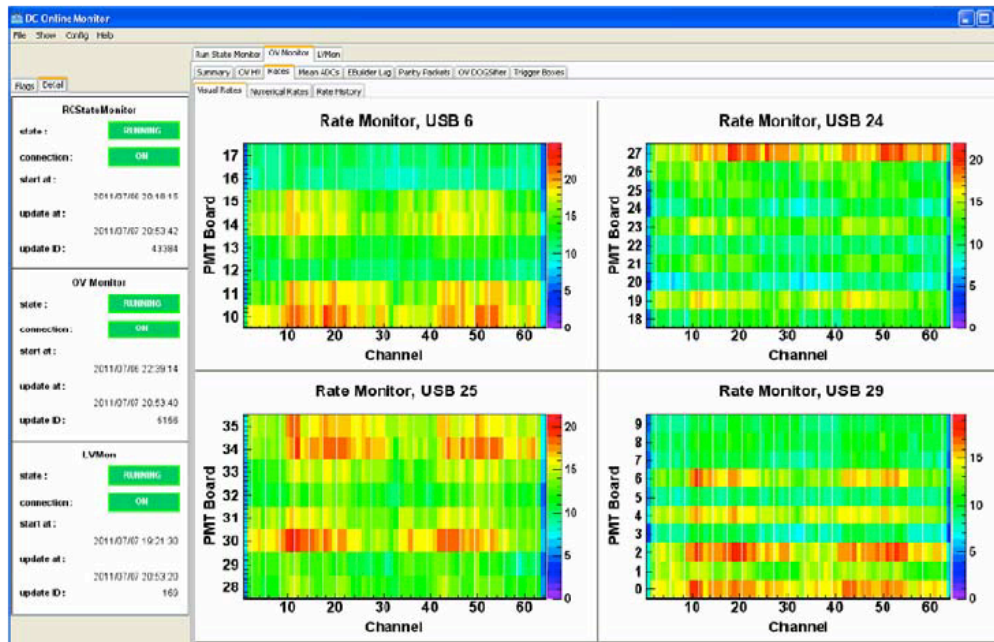 DC Online Monitor
File Show Config Help
Run State Monitor OV Monitor LVMon
Summary OV HV Rates Mean ADCs EBuilder Lag Parity Packets OV DOGSifter Trigger Boxes
Flags Detail
Visual Rates Numerical Rates Rate History
RCStateMonitor
state : RUNNING
connection : ON
start at :
update at :
2011/07/07 20:53:42
update ID : 43384
OV Monitor
state : RUNNING
connection : ON
start at :
2011/07/06 22:39:14
update at :
2011/07/07 20:53:40
update ID :
LVMon
state : RUNNING
connection : ON
start at :
2011/07/07 19:21:30
update at :
2011/07/07 20:53:20
update ID : 169
Rate Monitor, USB 6
PMT Board
17
16
15
14
13
12
11
10
10 20 30 40 50 60
Channel
20
15
10
5
0
Rate Monitor, USB 24
PMT Board
27
26
25
24
23
22
21
20
19
18
10 20 30 40 50 60
Channel
20
15
10
5
0
Rate Monitor, USB 25
PMT Board
35
34
33
32
31
30
29
28
10 20 30 40 50 60
Channel
20
15
10
5
0
Rate Monitor, USB 29
PMT Board
9
8
7
6
5
4
3
2
1
0
10 20 30 40 50 60
Channel
15
10
5
0